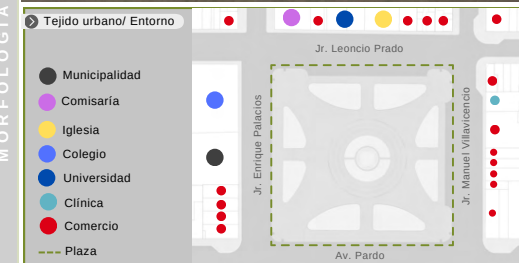 MORFOLOGÍA
Tejido urbano/ Entorno
Municipalidad
Comisaría
Iglesia
Colegio
Universidad
Clínica
Comercio
Plaza
Jr. Leoncio Prado
Jr. Enrique Palacios
Jr. Manuel Villavicencio
Av. Pardo